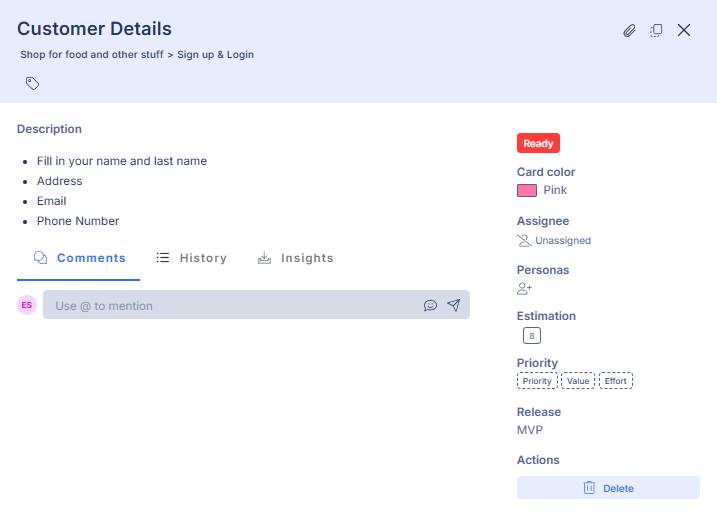 Customer Details
Shop for food and other stuff > Sign up & Login
Description
Fill in your name and last name
Address
Email
Phone Number
Comments
History
Insights
ES
Use @ to mention
Ready
Card color
Pink
Assignee
Unassigned
Personas
Estimation
8
Priority
Priority Value Effort
Release
MVP
Actions
Delete